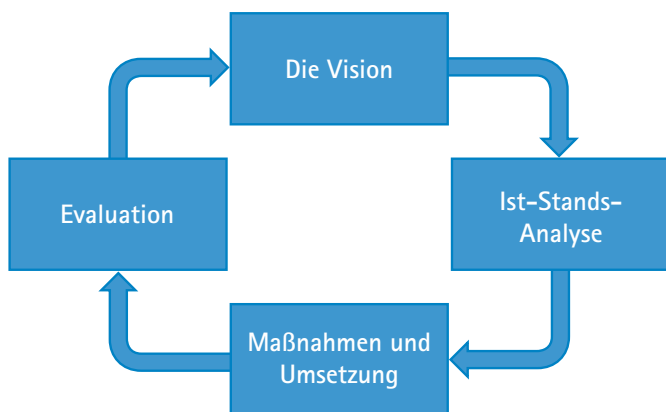 Die Vision
Ist-Stands-
Analyse
Maßnahmen und
Umsetzung
Evaluation